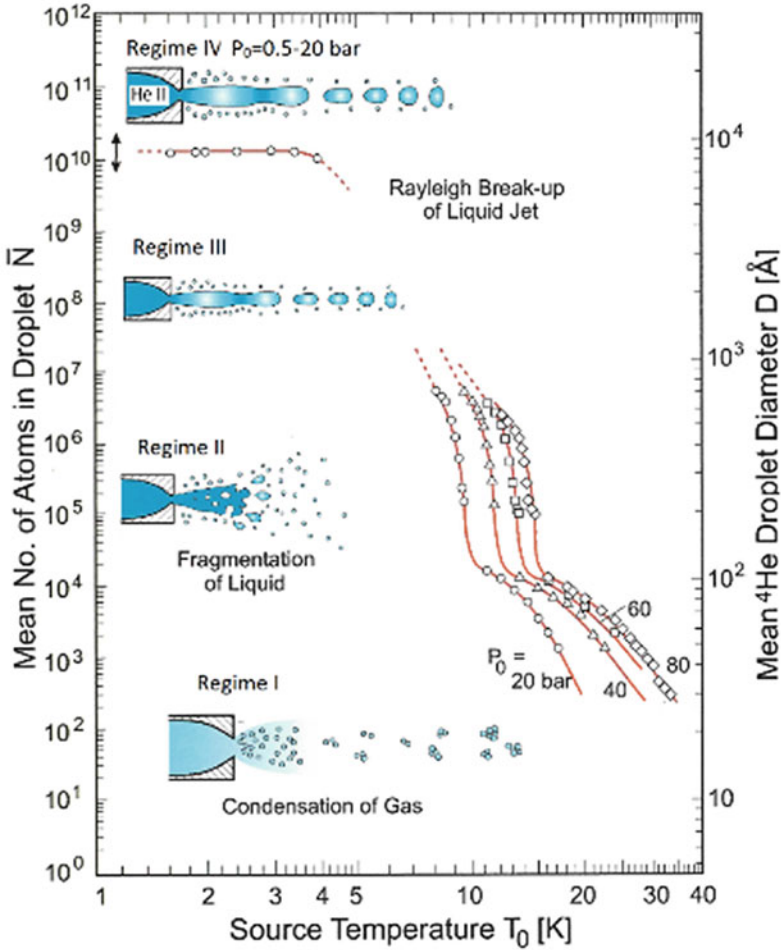 10¹²
10¹¹
10¹⁰
10⁹
10⁸
10⁷
10⁶
10⁵
10⁴
10³
10²
10¹
10⁰
Mean No. of Atoms in Droplet N̅
Regime IV P₀=0.5-20 bar
He II
Rayleigh Break-up
of Liquid Jet
Regime III
Regime II
Fragmentation
of Liquid
Regime I
Condensation of Gas
P₀ =
20 bar
40
60
80
10⁴
10³
10²
10
Mean ⁴He Droplet Diameter D [Å]
1 2 3 4 5 10 20 30 40
Source Temperature T₀ [K]